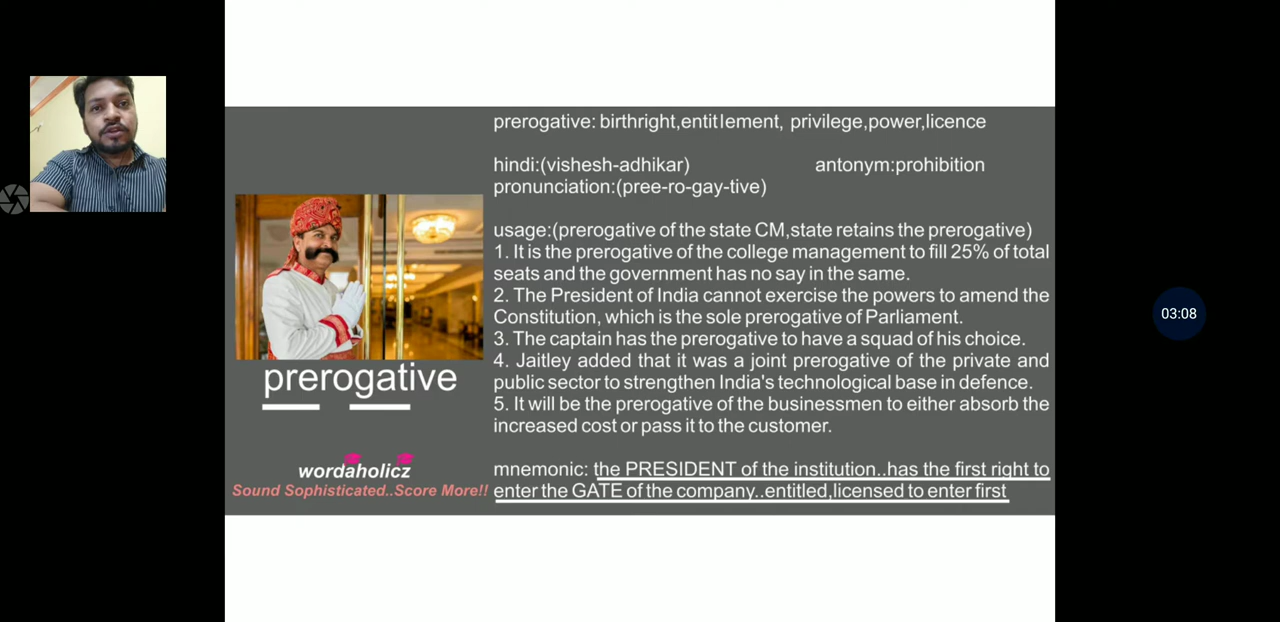 prerogative: birthright,entitlement, privilege,power,licence
hindi:(vishesh-adhikar) antonym:prohibition
pronunciation:(pree-ro-gay-tive)
usage:(prerogative of the state CM,state retains the prerogative)
1. It is the prerogative of the college management to fill 25% of total
seats and the government has no say in the same.
2. The President of India cannot exercise the powers to amend the
Constitution, which is the sole prerogative of Parliament.
3. The captain has the prerogative to have a squad of his choice.
4. Jaitley added that it was a joint prerogative of the private and
public sector to strengthen India's technological base in defence.
5. It will be the prerogative of the businessmen to either absorb the
increased cost or pass it to the customer.
mnemonic: the PRESIDENT of the institution..has the first right to
enter the GATE of the company..entitled,licensed to enter first
prerogative
wordaholicz
Sound Sophisticated..Score More!!
03:08